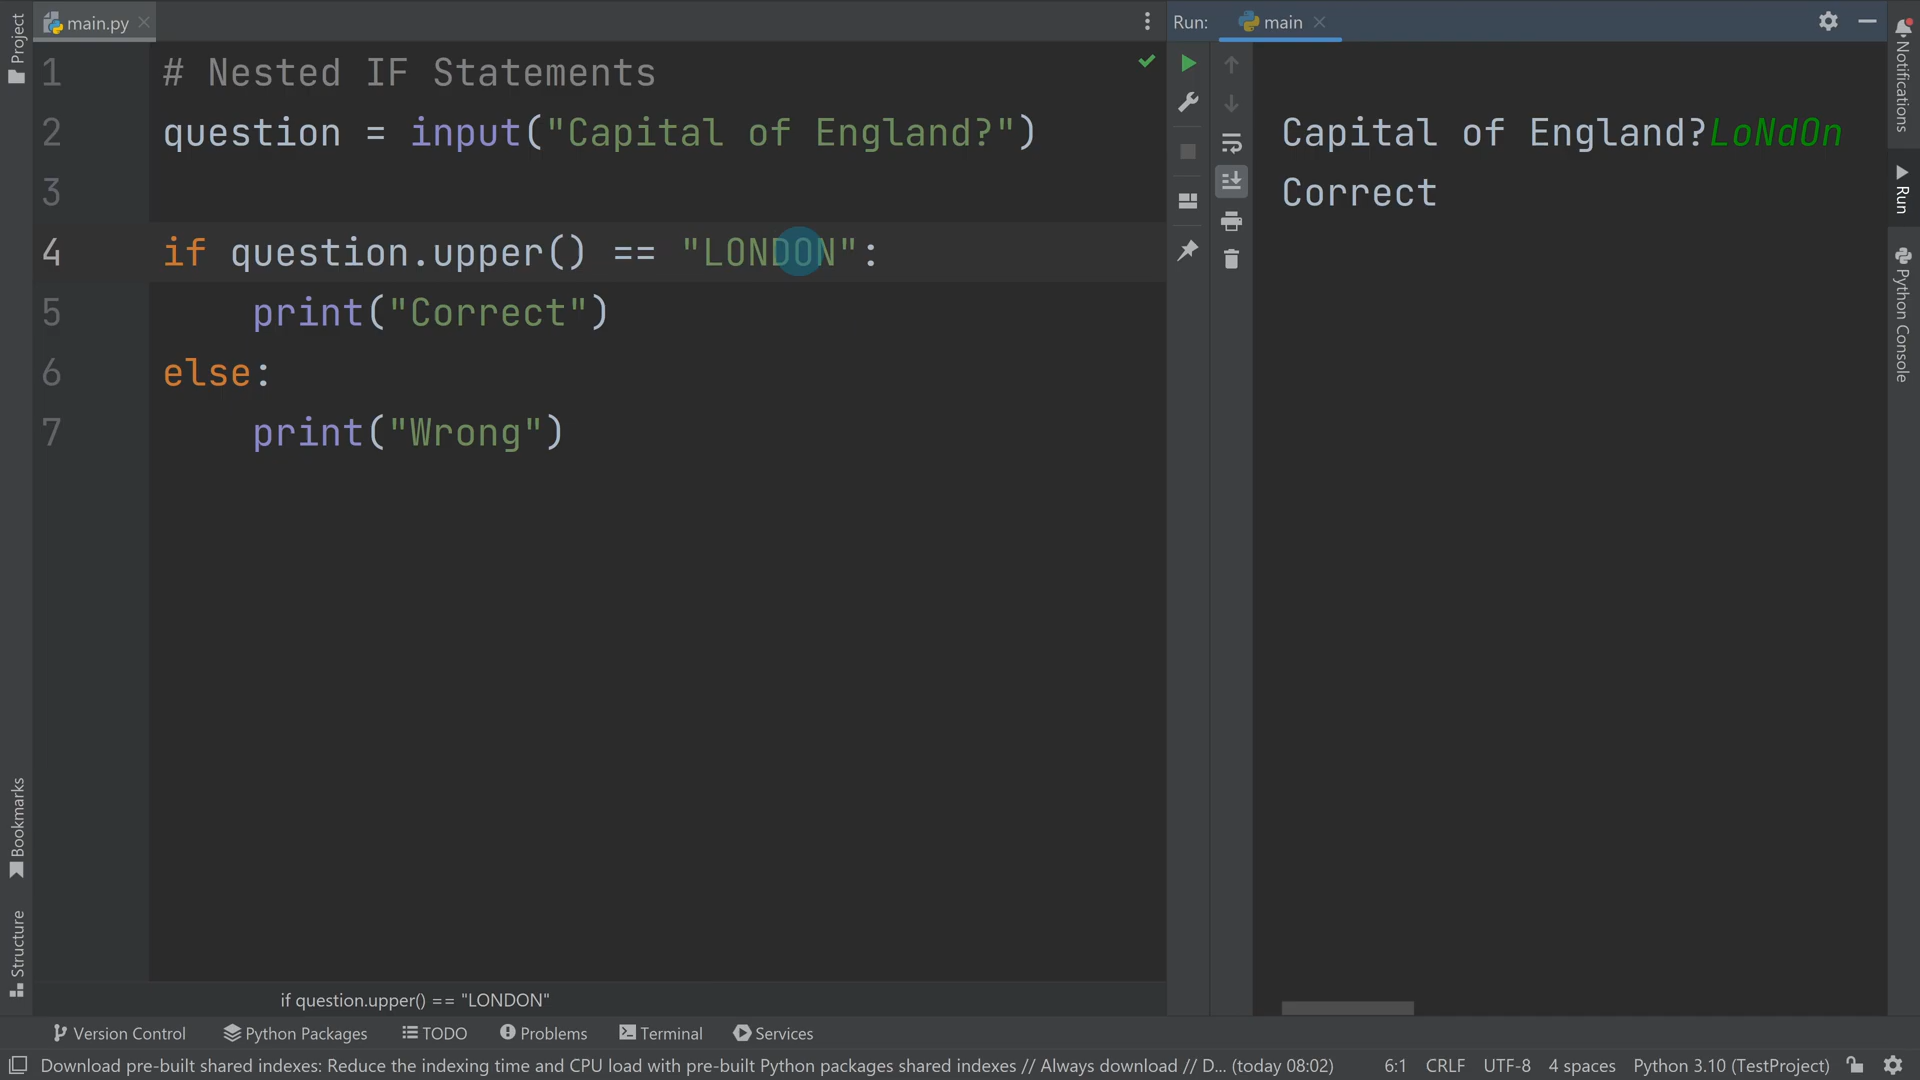 Project
main.py
Run:
main
1
# Nested IF Statements
2
question = input("Capital of England?")
3
4
if question.upper() == "LONDON":
5
print("Correct")
6
else:
7
print("Wrong")
Capital of England?LoNdOn
Correct
Notifications
Run
Python Console
Bookmarks
Structure
if question.upper() == "LONDON"
Version Control
Python Packages
TODO
Problems
Terminal
Services
Download pre-built shared indexes: Reduce the indexing time and CPU load with pre-built Python packages shared indexes // Always download // D... (today 08:02)
6:1
CRLF
UTF-8
4 spaces
Python 3.10 (TestProject)